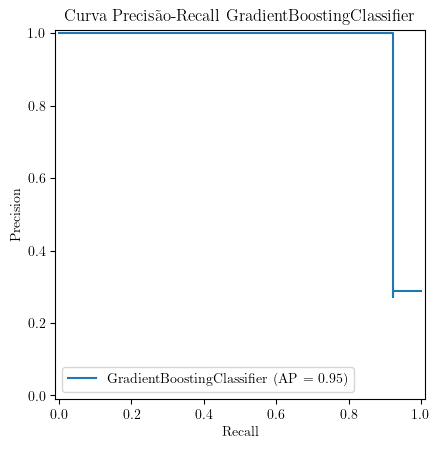 Curva Precisão-Recall GradientBoostingClassifier
1.0
0.8
0.6
0.4
0.2
0.0
Precision
GradientBoostingClassifier (AP = 0.95)
0.0 0.2 0.4 0.6 0.8 1.0
Recall